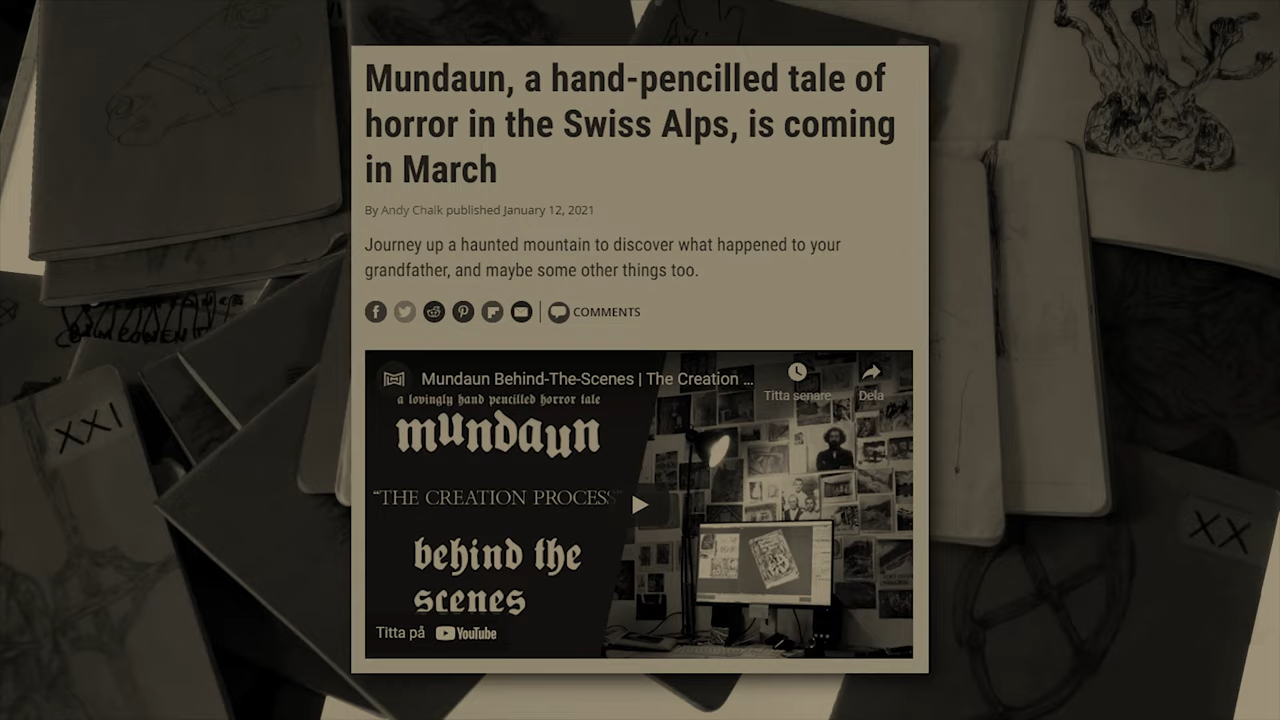 Mundaun, a hand-pencilled tale of
horror in the Swiss Alps, is coming
in March
By Andy Chalk published January 12, 2021
Journey up a haunted mountain to discover what happened to your
grandfather, and maybe some other things too.
COMMENTS
Mundaun Behind-The-Scenes | The Creation ...
Titta senare
Dela
a lovingly hand pencilled horror tale
mundaun
“THE CREATION PROCESS”
behind the
scenes
Titta på YouTube
XXI
XX